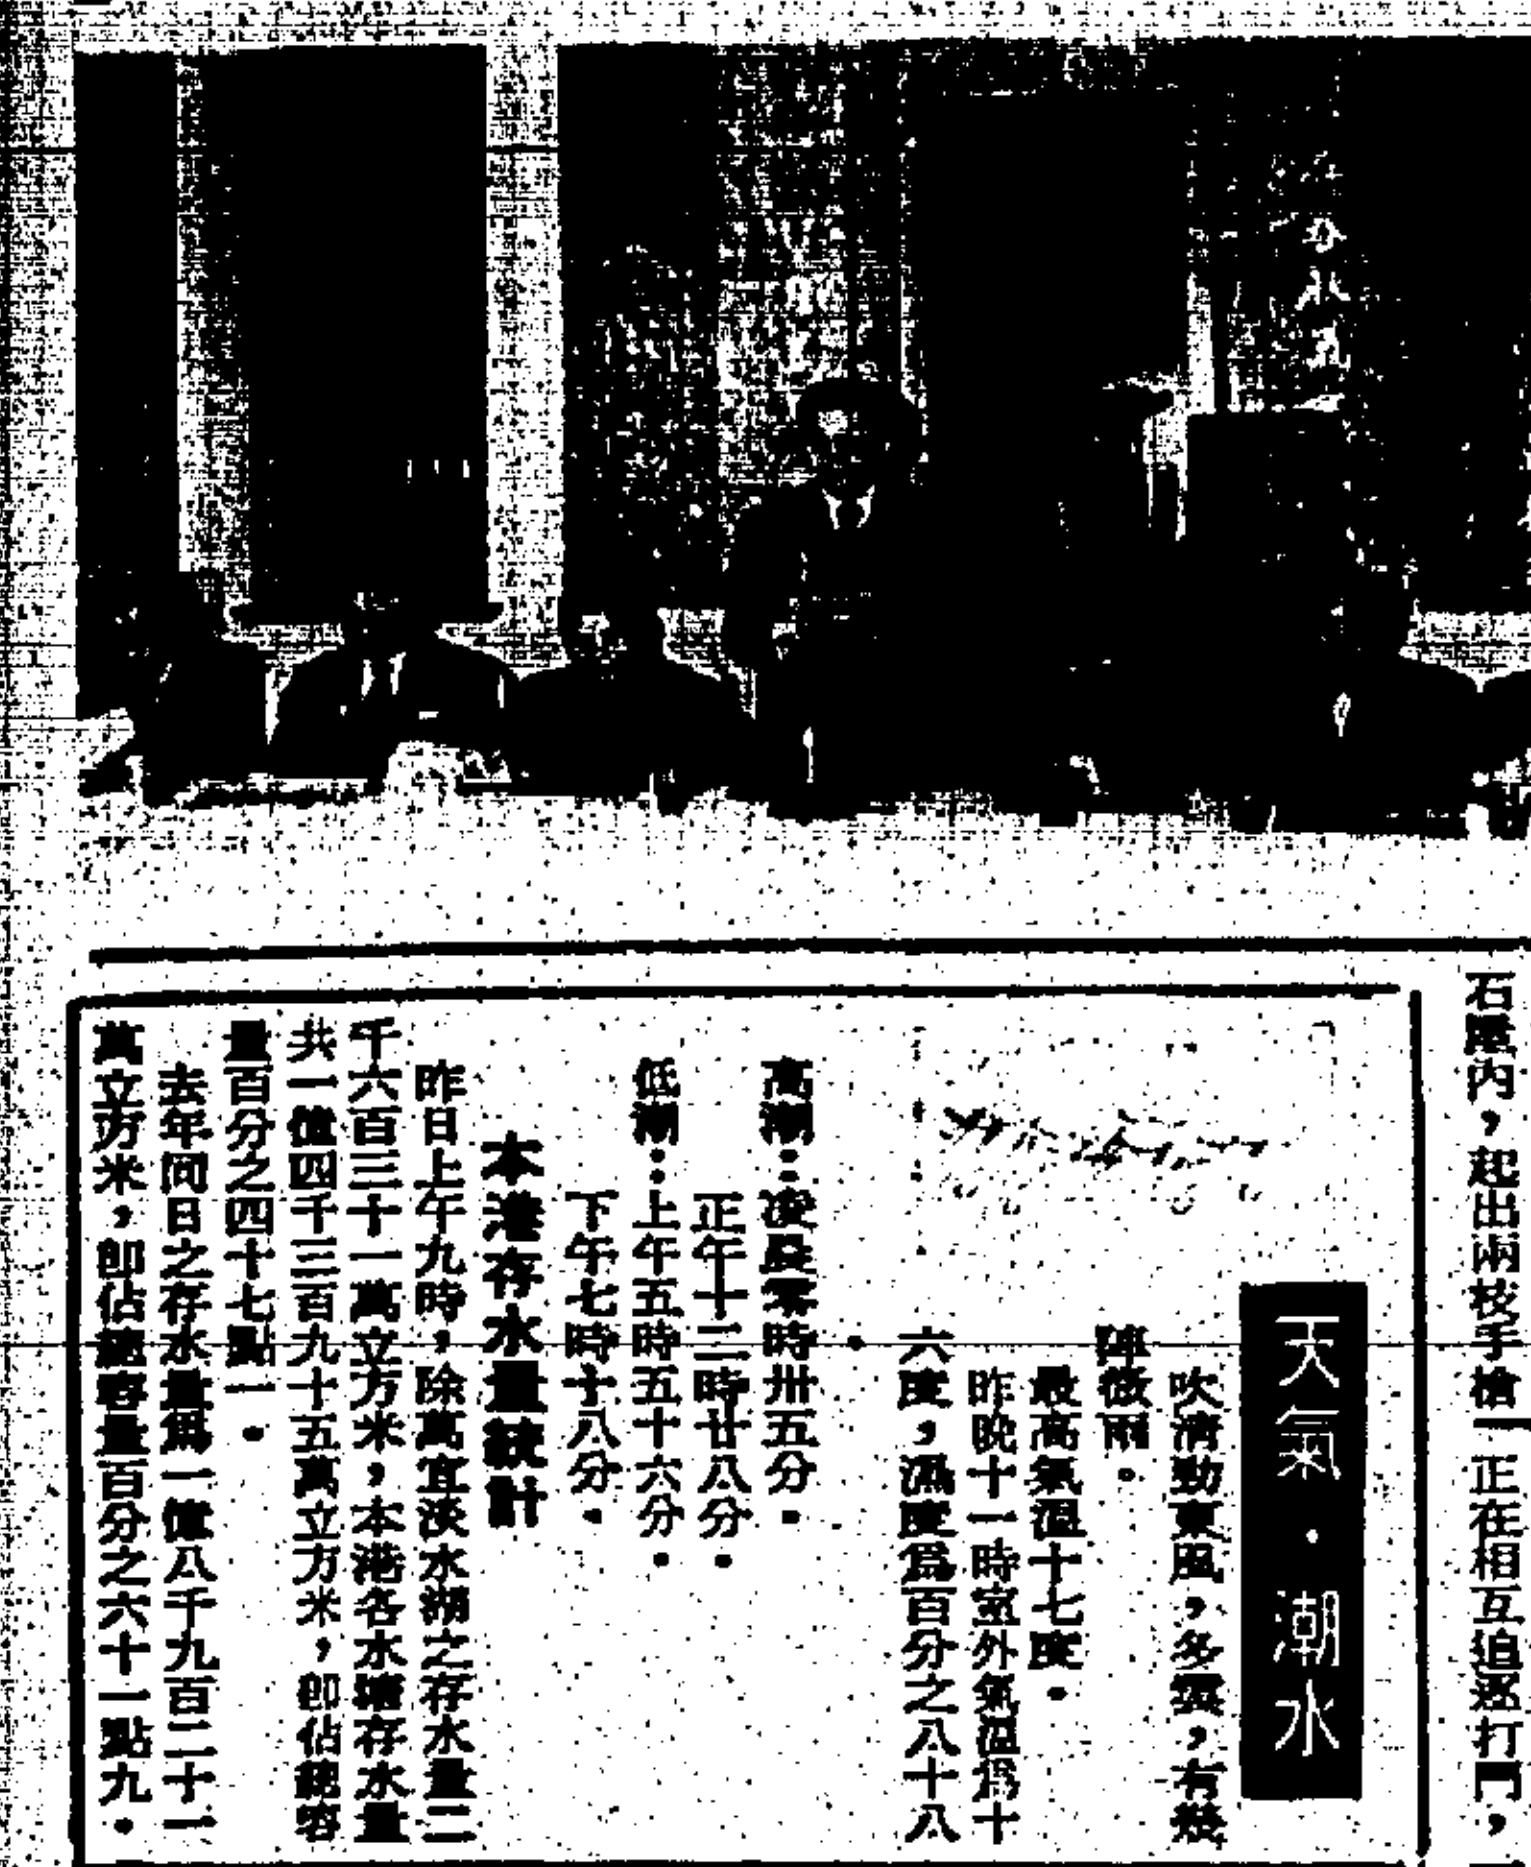 石屋內，起出兩枝手槍
正在相互追逐打鬥，
天氣・潮水
吹清勁東風，多雲，有幾
陣微雨。
最高氣溫十七度。
昨晚十一時室外氣溫爲十
六度，濕度爲百分之八十八
。
高潮：凌晨零時卅五分。
正午十二時廿八分。
低潮：上午五時五十六分。
下午七時十八分。
本港存水量統計
昨日上午九時，除萬宜淡水湖之存水量二
千六百三十一萬立方米，本港各水塘存水量
共一億四千三百九十五萬立方米，卽佔總容
量百分之四十七點一。
去年同日之存水量爲一億八千九百二十一
萬立方米，卽佔總容量百分之六十一點九。